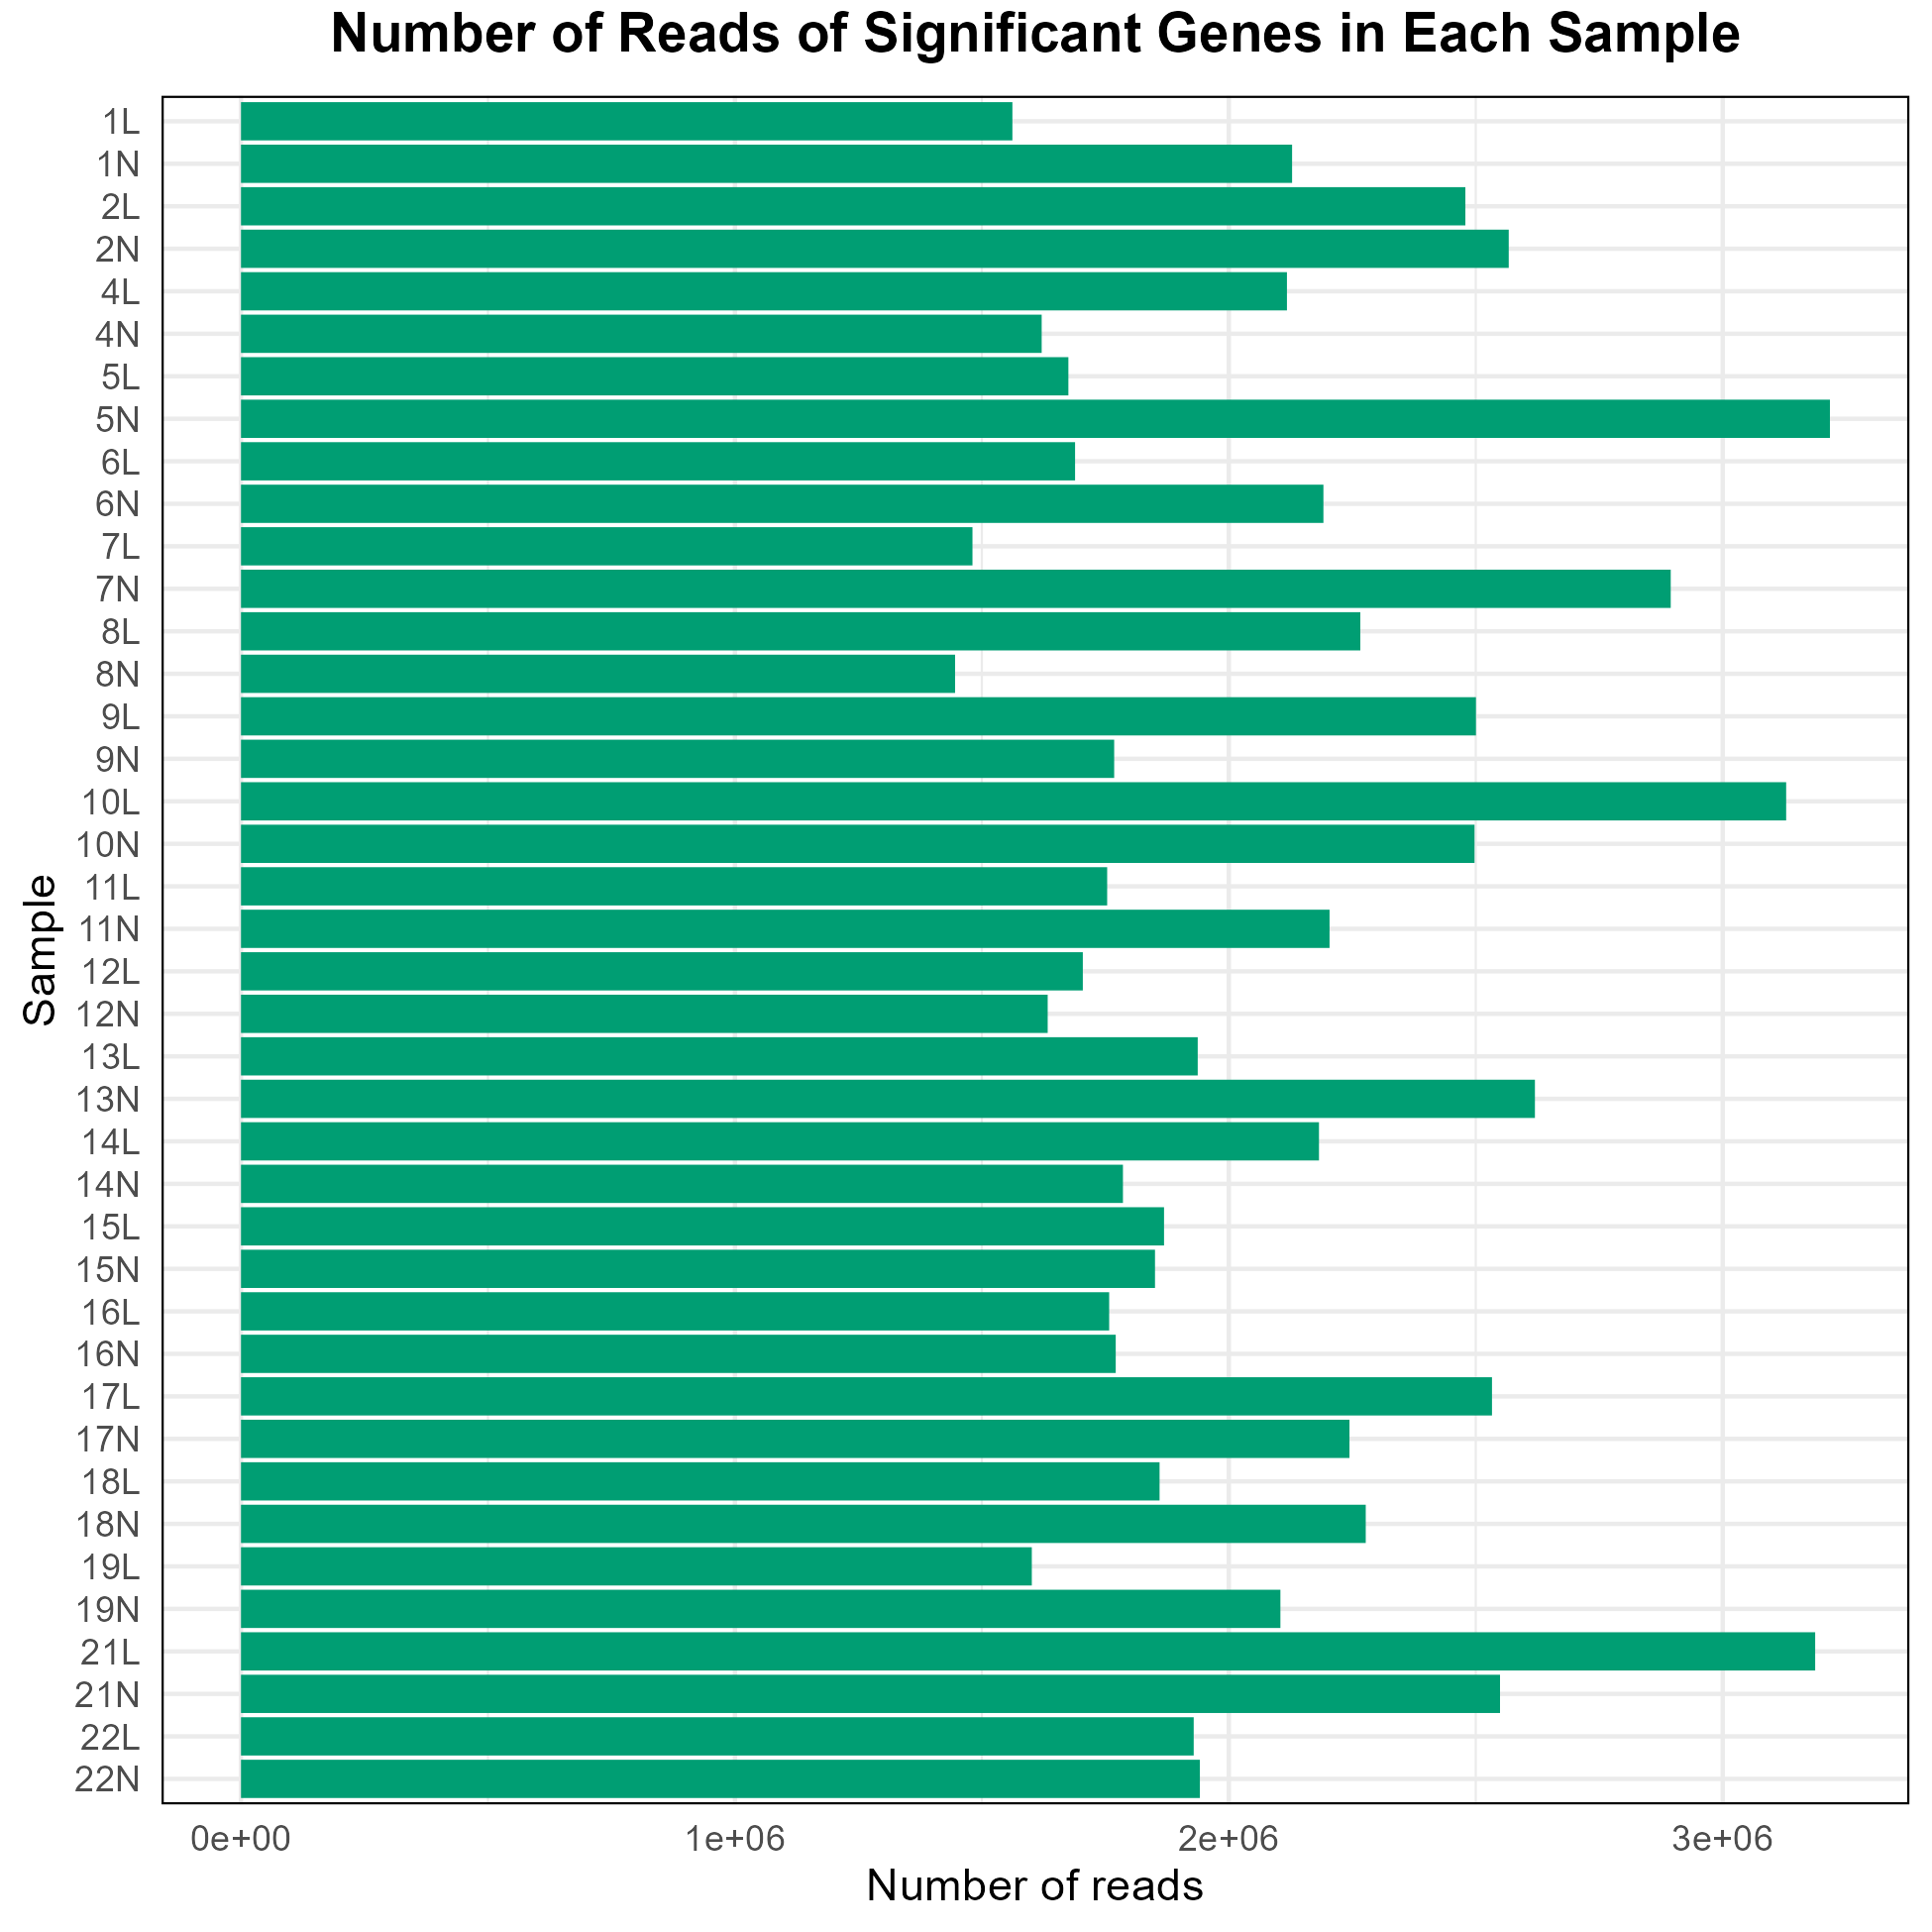 Number of Reads of Significant Genes in Each Sample
1L
1N
2L
2N
4L
4N
5L
5N
6L
6N
7L
7N
8L
8N
9L
9N
10L
10N
11L
11N
12L
12N
13L
13N
14L
14N
15L
15N
16L
16N
17L
17N
18L
18N
19L
19N
21L
21N
22L
22N
Sample
0e+00 1e+06 2e+06 3e+06
Number of reads